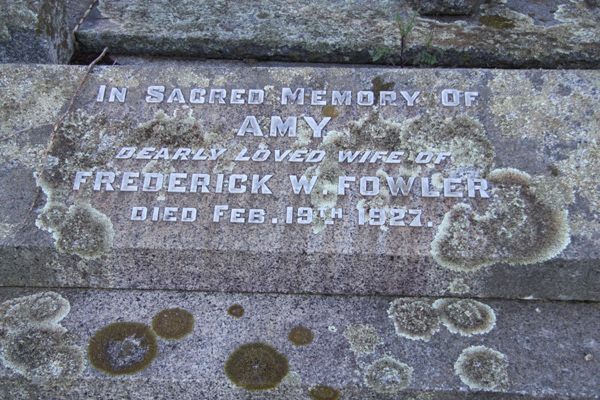 In Sacred Memory Of
AMY
DEARLY LOVED WIFE OF
FREDERICK W. FOWLER
DIED FEB. 19TH 1927.